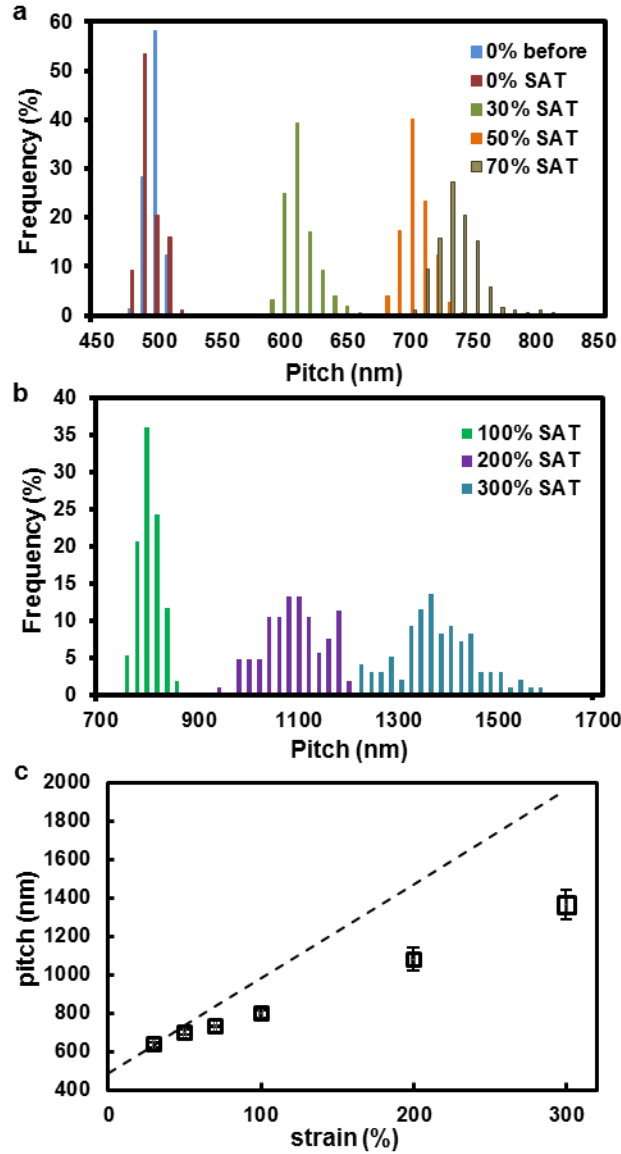 a
60
50
40
30
20
10
0
Frequency (%)
0% before
0% SAT
30% SAT
50% SAT
70% SAT
450 500 550 600 650 700 750 800 850
Pitch (nm)
b
40
35
30
25
20
15
10
5
0
Frequency (%)
100% SAT
200% SAT
300% SAT
700 900 1100 1300 1500 1700
Pitch (nm)
c
2000
1800
1600
1400
1200
1000
800
600
400
pitch (nm)
0 100 200 300
strain (%)